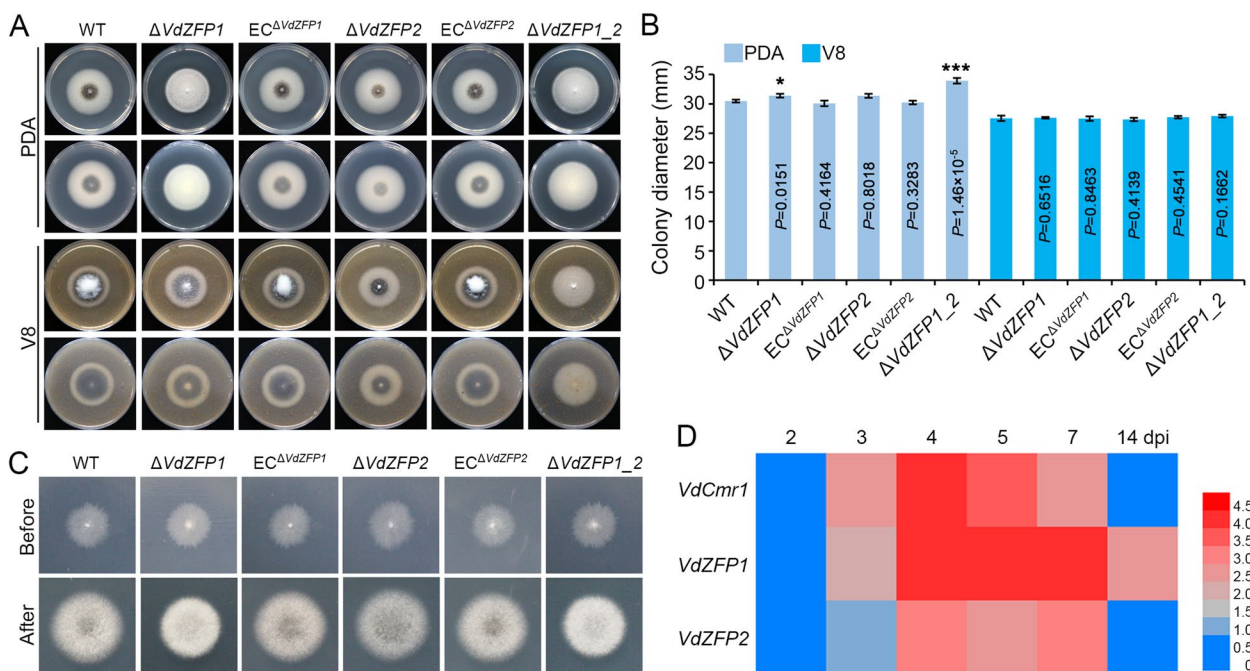 A
WT ΔVdZFP1 EC^ΔVdZFP1 ΔVdZFP2 EC^ΔVdZFP2 ΔVdZFP1_2
PDA
V8
B
PDA V8
Colony diameter (mm)
40
35
30
25
20
15
10
5
0
* ***
P=0.0151
P=0.4164
P=0.8018
P=0.3283
P=1.46×10⁻⁵
P=0.6516
P=0.8463
P=0.4139
P=0.4541
P=0.1662
WT
ΔVdZFP1
EC^ΔVdZFP1
ΔVdZFP2
EC^ΔVdZFP2
ΔVdZFP1_2
WT
ΔVdZFP1
EC^ΔVdZFP1
ΔVdZFP2
EC^ΔVdZFP2
ΔVdZFP1_2
C
WT ΔVdZFP1 EC^ΔVdZFP1 ΔVdZFP2 EC^ΔVdZFP2 ΔVdZFP1_2
Before
After
D
2 3 4 5 7 14 dpi
VdCmr1
VdZFP1
VdZFP2
4.5
4.0
3.5
3.0
2.5
2.0
1.5
1.0
0.5
0